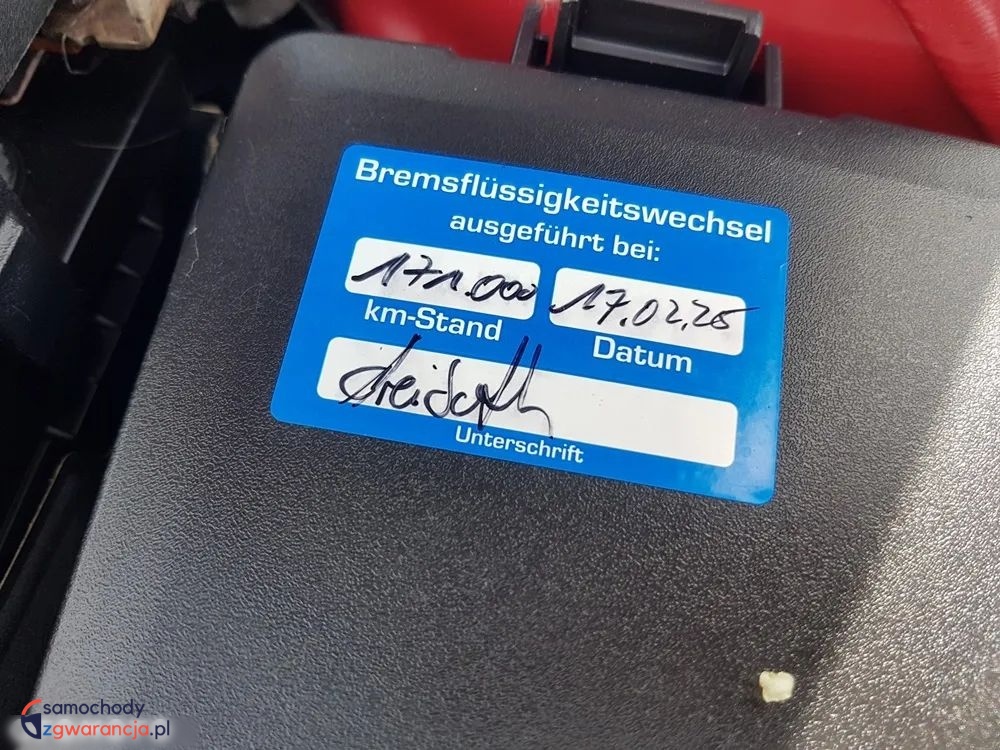 Bremsflüssigkeitswechsel
ausgeführt bei:
171.000 17.02.25
km-Stand Datum
Unterschrift
samochody
zgwarancja.pl